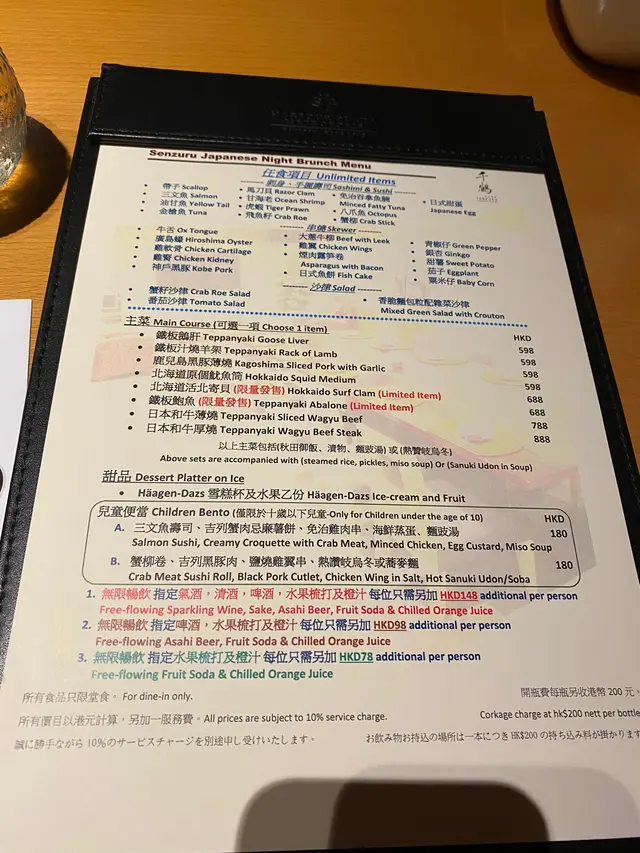 Senzuru Japanese Night Brunch Menu
任食項目 Unlimited Items
千鶴
刺身、手握壽司 Sashimi & Sushi
• 帶子 Scallop
• 三文魚 Salmon
• 油甘魚 Yellow Tail
• 金槍魚 Tuna
• 馬刀貝 Razor Clam
• 甘海老 Ocean Shrimp
• 虎蝦 Tiger Prawn
• 飛魚籽 Crab Roe
• 免治吞拿魚腩
Minced Fatty Tuna
• 八爪魚 Octopus
• 蟹柳 Crab Stick
• 日式甜蛋
Japanese Egg
串燒 Skewer
• 牛舌 Ox Tongue
• 廣島蠔 Hiroshima Oyster
• 雞軟骨 Chicken Cartilage
• 雞腎 Chicken Kidney
• 神戶黑豚 Kobe Pork
• 大蔥牛柳 Beef with Leek
• 雞翼 Chicken Wings
• 煙肉露筍卷
Asparagus with Bacon
• 日式魚餅 Fish Cake
• 青椒仔 Green Pepper
• 銀杏 Ginkgo
• 甜薯 Sweet Potato
• 茄子 Eggplant
• 粟米仔 Baby Corn
沙律 Salad
• 蟹籽沙律 Crab Roe Salad
• 番茄沙律 Tomato Salad
• 香脆麵包粒配雜菜沙律
Mixed Green Salad with Crouton
主菜 Main Course (可選一項 Choose 1 item)
HKD
• 鐵板鵝肝 Teppanyaki Goose Liver 598
• 鐵板汁燒羊架 Teppanyaki Rack of Lamb 598
• 鹿兒島黑豚薄燒 Kagoshima Sliced Pork with Garlic 598
• 北海道原個魷魚筒 Hokkaido Squid Medium 598
• 北海道活北寄貝 (限量發售) Hokkaido Surf Clam (Limited Item) 688
• 鐵板鮑魚 (限量發售) Teppanyaki Abalone (Limited Item) 688
• 日本和牛薄燒 Teppanyaki Sliced Wagyu Beef 788
• 日本和牛厚燒 Teppanyaki Wagyu Beef Steak 888
以上主菜包括(秋田御飯、漬物、麵豉湯) 或 (熱讚岐烏冬)
Above sets are accompanied with (steamed rice, pickles, miso soup) Or (Sanuki Udon in Soup)
甜品 Dessert Platter on Ice
• Häagen-Dazs 雪糕杯及水果乙份 Häagen-Dazs Ice-cream and Fruit
兒童便當 Children Bento (僅限於十歲以下兒童-Only for Children under the age of 10) HKD
A. 三文魚壽司、吉列蟹肉忌廉薯餅、免治雞肉串、海鮮蒸蛋、麵豉湯 180
Salmon Sushi, Creamy Croquette with Crab Meat, Minced Chicken, Egg Custard, Miso Soup
B. 蟹柳卷、吉列黑豚肉、鹽燒雞翼串、熱讚岐烏冬或蕎麥麵 180
Crab Meat Sushi Roll, Black Pork Cutlet, Chicken Wing in Salt, Hot Sanuki Udon/Soba
1. 無限暢飲 指定氣酒，清酒，啤酒，水果梳打及橙汁 每位只需另加 HKD148 additional per person
Free-flowing Sparkling Wine, Sake, Asahi Beer, Fruit Soda & Chilled Orange Juice
2. 無限暢飲 指定啤酒，水果梳打及橙汁 每位只需另加 HKD98 additional per person
Free-flowing Asahi Beer, Fruit Soda & Chilled Orange Juice
3. 無限暢飲 指定水果梳打及橙汁 每位只需另加 HKD78 additional per person
Free-flowing Fruit Soda & Chilled Orange Juice
所有食品只限堂食。 For dine-in only.
開瓶費每瓶另收港幣 200 元。
所有價目以港元計算，另加一服務費。All prices are subject to 10% service charge.
Corkage charge at hk$200 nett per bottle
誠に勝手ながら 10%のサービスチャージを別途申し受けいたします。
お飲み物お持込の場所は一本につき HK$200 の持ち込み料が掛かります